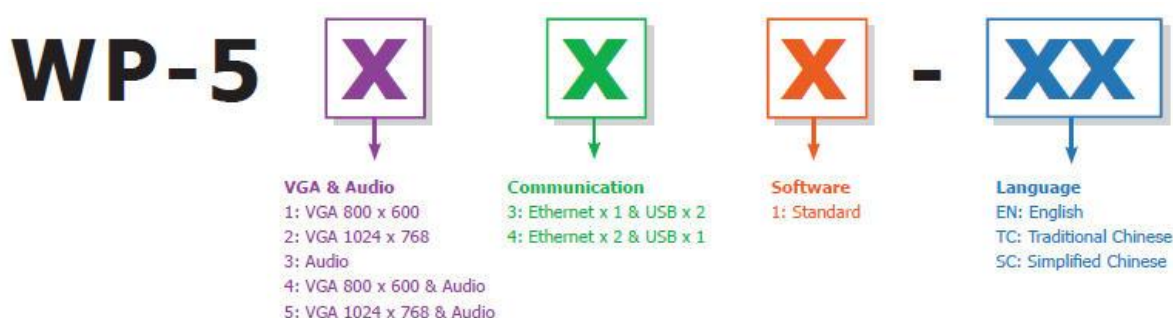 WP-5 X X X - XX
VGA & Audio
1: VGA 800 x 600
2: VGA 1024 x 768
3: Audio
4: VGA 800 x 600 & Audio
5: VGA 1024 x 768 & Audio
Communication
3: Ethernet x 1 & USB x 2
4: Ethernet x 2 & USB x 1
Software
1: Standard
Language
EN: English
TC: Traditional Chinese
SC: Simplified Chinese